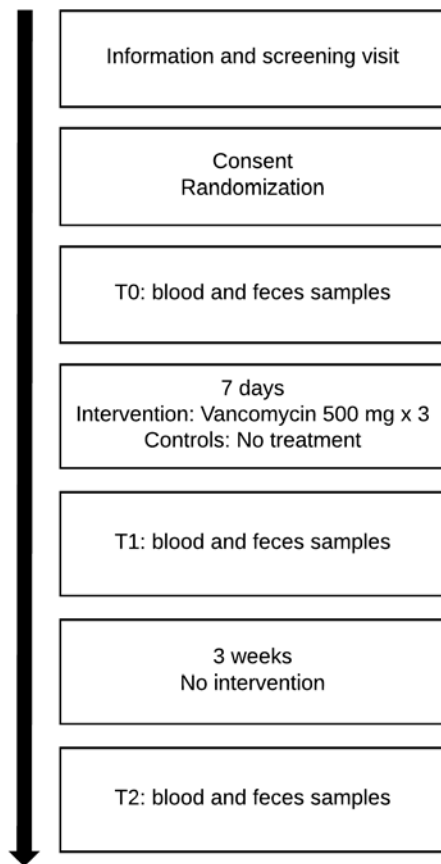 Information and screening visit
Consent
Randomization
T0: blood and feces samples
7 days
Intervention: Vancomycin 500 mg x 3
Controls: No treatment
T1: blood and feces samples
3 weeks
No intervention
T2: blood and feces samples